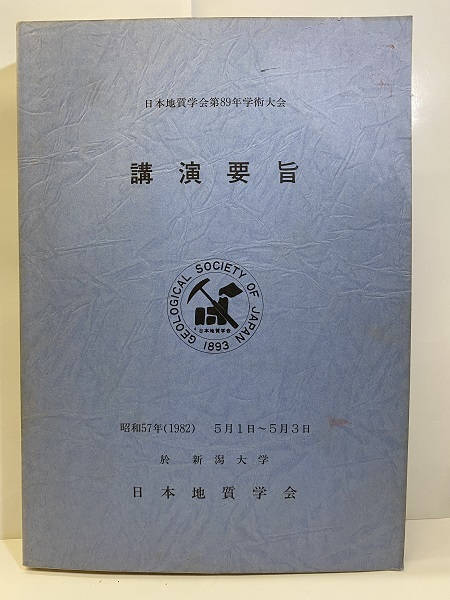 日本地質学会第89年学術大会
講演要旨
GEOLOGICAL SOCIETY OF JAPAN
日本地質学会
1893
昭和57年(1982) 5月1日～5月3日
於 新潟大学
日本地質学会